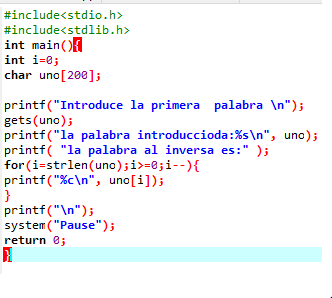 #include<stdio.h>
#include<stdlib.h>
int main(){
int i=0;
char uno[200];
printf("Introduce la primera  palabra \n");
gets(uno);
printf("la palabra introduccioda:%s\n", uno);
printf( "la palabra al inversa es:" );
for(i=strlen(uno);i>=0;i--){
printf("%c\n", uno[i]);
}
printf("\n");
system("Pause");
return 0;
}